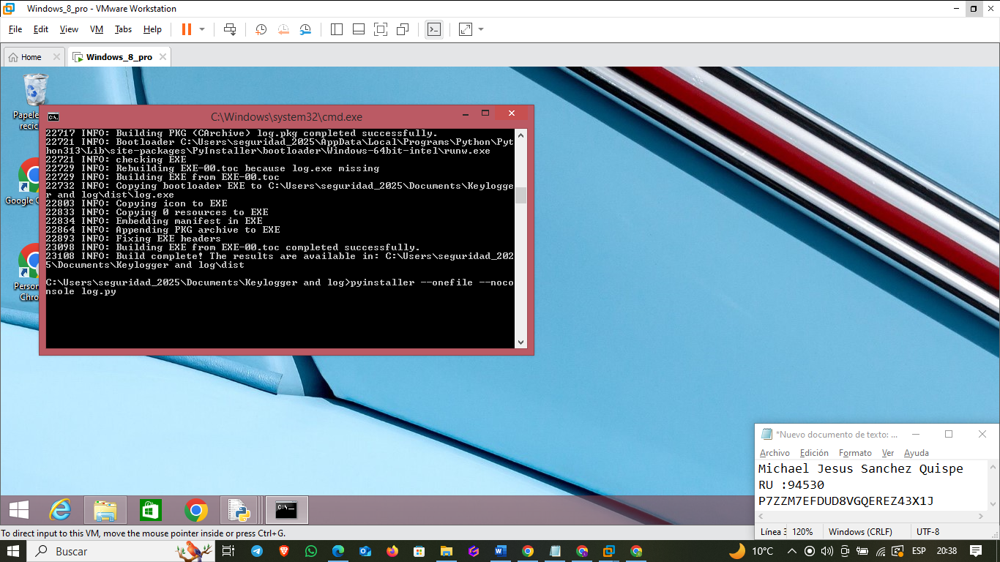 Windows_8_pro - VMware Workstation
File Edit View VM Tabs Help
Home Windows_8_pro
Papele
recic
Google C
Person
Chro
C:\Windows\system32\cmd.exe
22717 INFO: Building PKG (CArchive) log.pkg completed successfully.
22721 INFO: Bootloader C:\Users\seguridad_2025\AppData\Local\Programs\Python\Pyt
hon313\Lib\site-packages\PyInstaller\bootloader\Windows-64bit-intel\runw.exe
22721 INFO: checking EXE
22729 INFO: Rebuilding EXE-00.toc because log.exe missing
22729 INFO: Building EXE from EXE-00.toc
22732 INFO: Copying bootloader EXE to C:\Users\seguridad_2025\Documents\Keylogge
r and log\dist\log.exe
22803 INFO: Copying icon to EXE
22833 INFO: Copying 0 resources to EXE
22834 INFO: Embedding manifest in EXE
22864 INFO: Appending PKG archive to EXE
22893 INFO: Fixing EXE headers
23098 INFO: Building EXE from EXE-00.toc completed successfully.
23108 INFO: Build complete! The results are available in: C:\Users\seguridad_202
5\Documents\Keylogger and log\dist
C:\Users\seguridad_2025\Documents\Keylogger and log>pyinstaller --onefile --noco
nsole log.py
*Nuevo documento de texto: ...
Archivo Edición Formato Ver Ayuda
Michael Jesus Sanchez Quispe
RU :94530
P7ZZM7EFDUD8VGQEREZ43X1J
Línea 3 120% Windows (CRLF) UTF-8
To direct input to this VM, move the mouse pointer inside or press Ctrl+G.
Buscar 10°C ESP 20:38